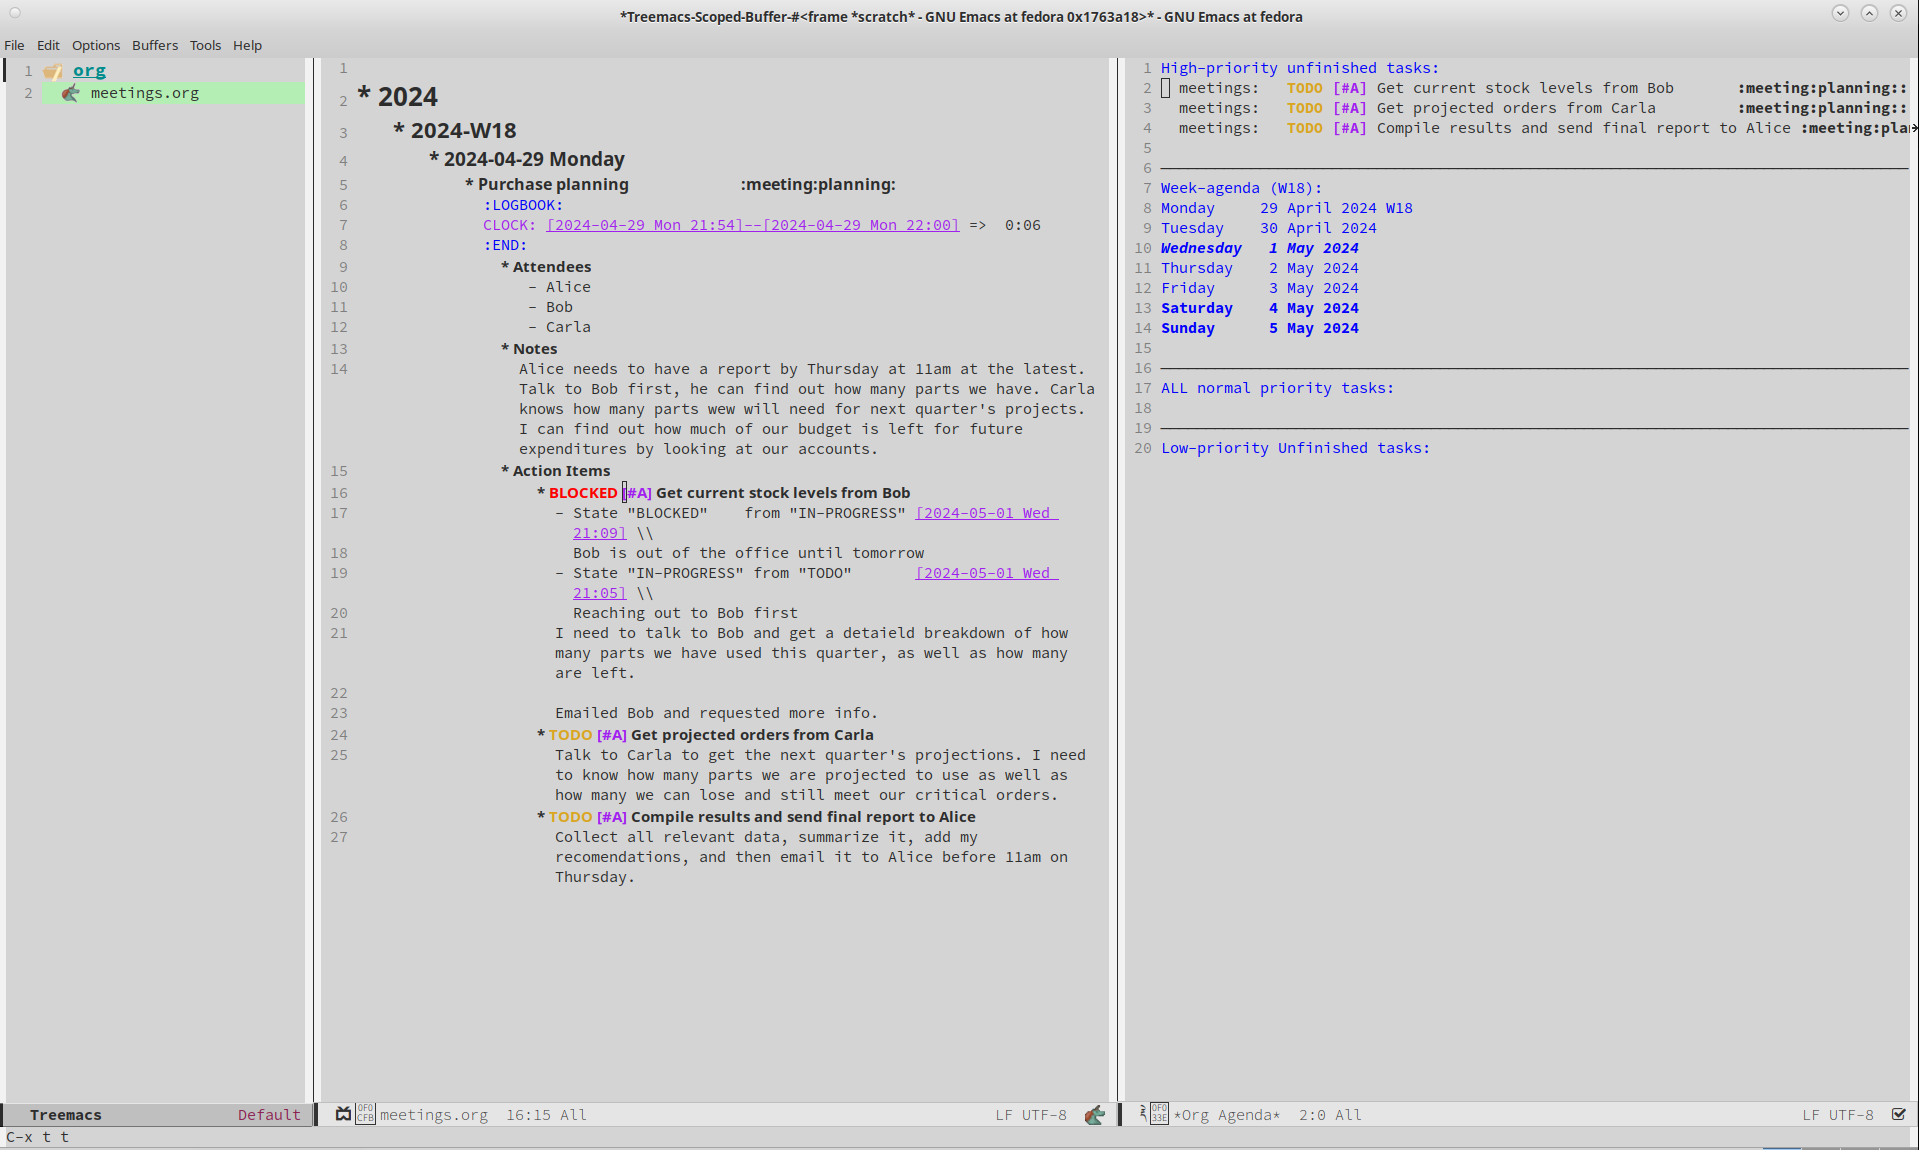 *Treemacs-Scoped-Buffer-#<frame *scratch* - GNU Emacs at fedora 0x1763a18>* - GNU Emacs at fedora
File Edit Options Buffers Tools Help
1 org
2 meetings.org
1
2 * 2024
3 * 2024-W18
4 * 2024-04-29 Monday
5 * Purchase planning :meeting:planning:
6 :LOGBOOK:
7 CLOCK: [2024-04-29 Mon 21:54]--[2024-04-29 Mon 22:00] => 0:06
8 :END:
9 * Attendees
10 - Alice
11 - Bob
12 - Carla
13 * Notes
14 Alice needs to have a report by Thursday at 11am at the latest.
Talk to Bob first, he can find out how many parts we have. Carla
knows how many parts wew will need for next quarter's projects.
I can find out how much of our budget is left for future
expenditures by looking at our accounts.
15 * Action Items
16 * BLOCKED [#A] Get current stock levels from Bob
17 - State "BLOCKED" from "IN-PROGRESS" [2024-05-01 Wed
21:09] \\
18 Bob is out of the office until tomorrow
19 - State "IN-PROGRESS" from "TODO" [2024-05-01 Wed
21:05] \\
20 Reaching out to Bob first
21 I need to talk to Bob and get a detaield breakdown of how
many parts we have used this quarter, as well as how many
are left.
22
23 Emailed Bob and requested more info.
24 * TODO [#A] Get projected orders from Carla
25 Talk to Carla to get the next quarter's projections. I need
to know how many parts we are projected to use as well as
how many we can lose and still meet our critical orders.
26 * TODO [#A] Compile results and send final report to Alice
27 Collect all relevant data, summarize it, add my
recomendations, and then email it to Alice before 11am on
Thursday.
1 High-priority unfinished tasks:
2 meetings: TODO [#A] Get current stock levels from Bob :meeting:planning::
3 meetings: TODO [#A] Get projected orders from Carla :meeting:planning::
4 meetings: TODO [#A] Compile results and send final report to Alice :meeting:pla
5
6
7 Week-agenda (W18):
8 Monday 29 April 2024 W18
9 Tuesday 30 April 2024
10 Wednesday 1 May 2024
11 Thursday 2 May 2024
12 Friday 3 May 2024
13 Saturday 4 May 2024
14 Sunday 5 May 2024
15
16
17 ALL normal priority tasks:
18
19
20 Low-priority Unfinished tasks:
Treemacs Default
0F0CFB meetings.org 16:15 All LF UTF-8
0F033E *Org Agenda* 2:0 All LF UTF-8
C-x t t